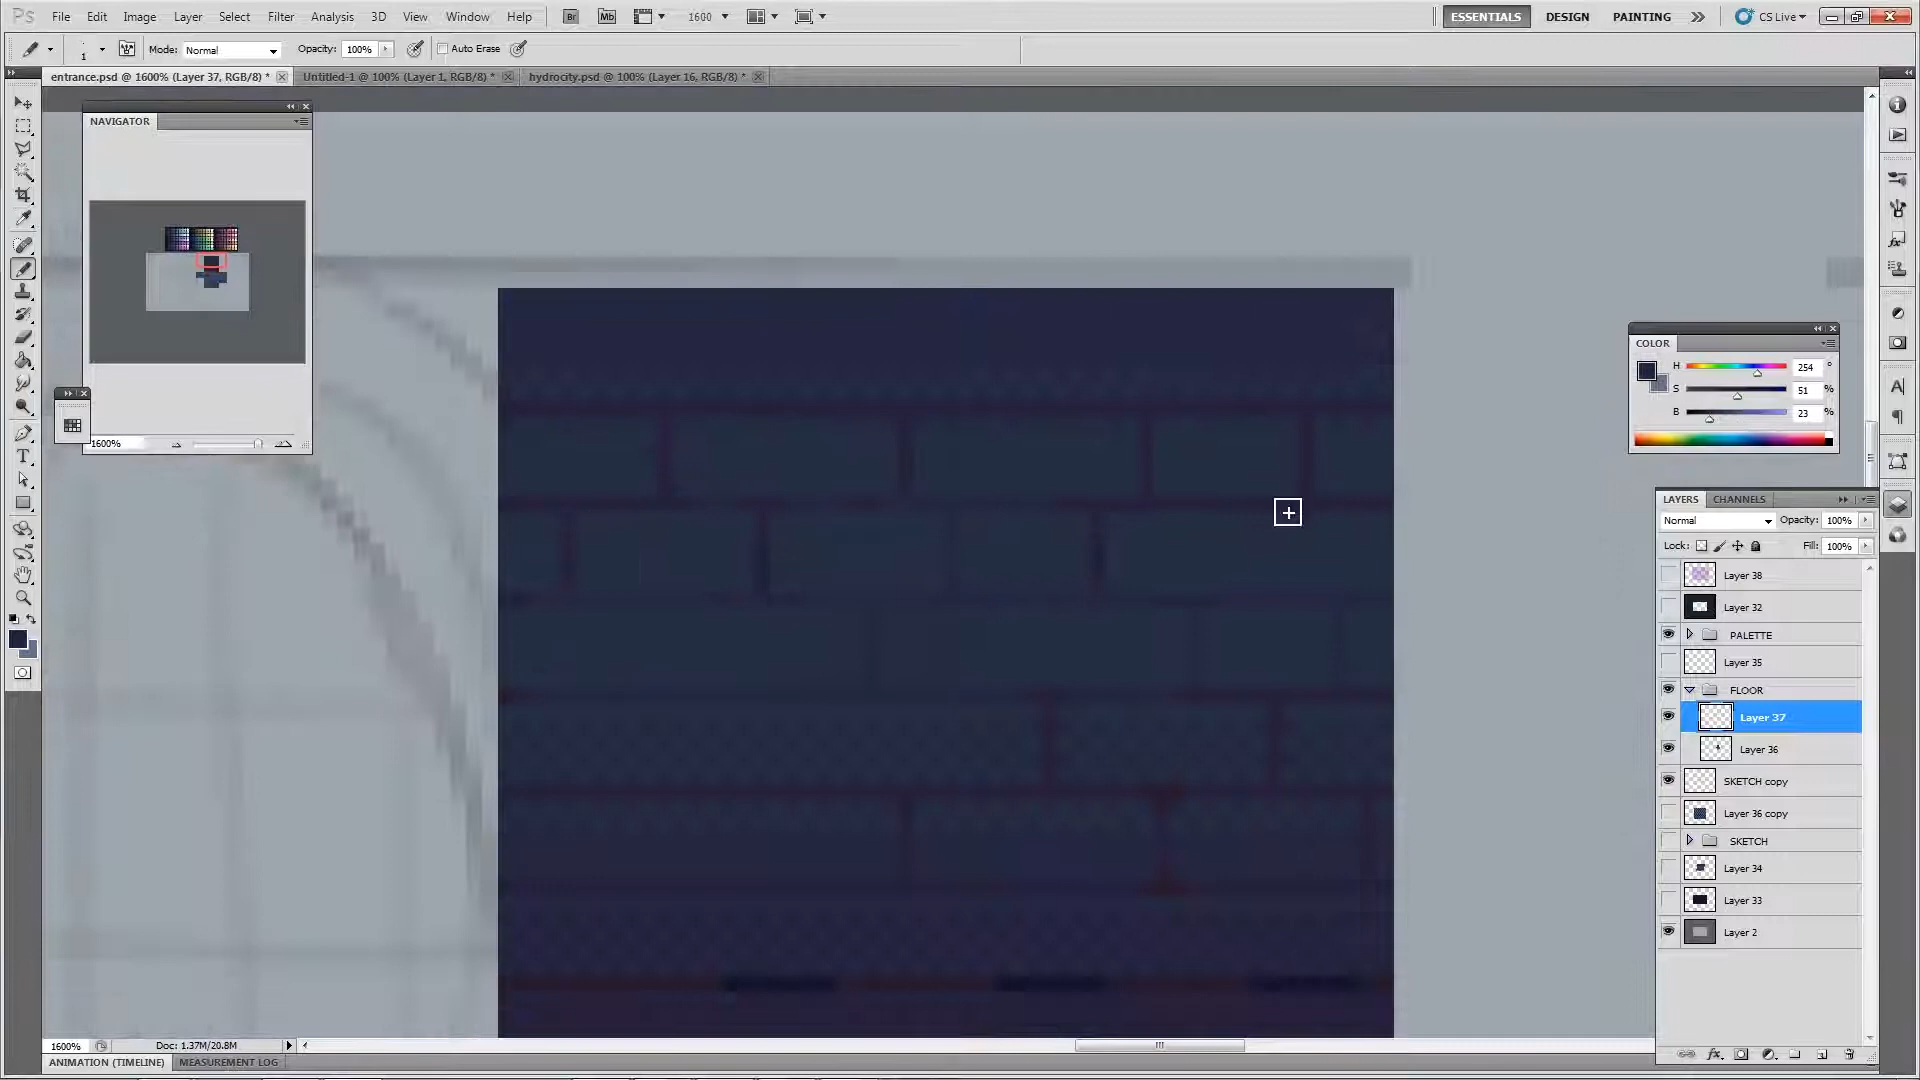 Ps File Edit Image Layer Select Filter Analysis 3D View Window Help Br Mb 1600 ESSENTIALS DESIGN PAINTING CS Live
1 Mode: Normal Opacity: 100% Auto Erase
entrance.psd @ 1600% (Layer 37, RGB/8) * Untitled-1 @ 100% (Layer 1, RGB/8) * hydrocity.psd @ 100% (Layer 16, RGB/8) *
NAVIGATOR
1600%
COLOR
H 254 °
S 51 %
B 23 %
LAYERS CHANNELS
Normal Opacity: 100%
Lock: Fill: 100%
Layer 38
Layer 32
PALETTE
Layer 35
FLOOR
Layer 37
Layer 36
SKETCH copy
Layer 36 copy
SKETCH
Layer 34
Layer 33
Layer 2
1600% Doc: 1.37M/20.8M
ANIMATION (TIMELINE) MEASUREMENT LOG